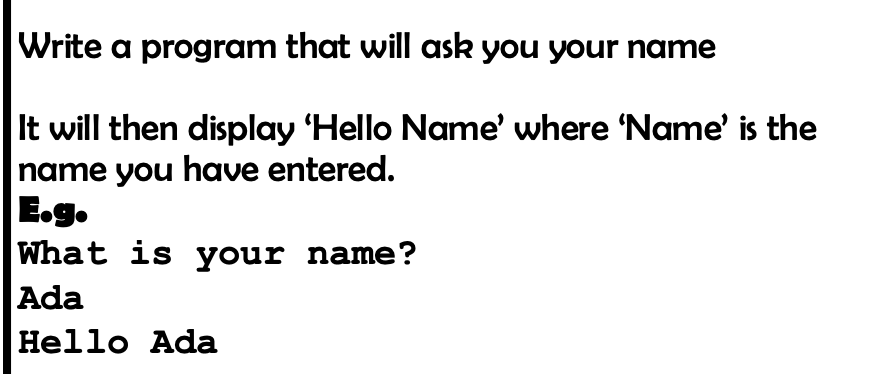 Write a program that will ask you your name
It will then display ‘Hello Name’ where ‘Name’ is the
name you have entered.
E.g.
What is your name?
Ada
Hello Ada